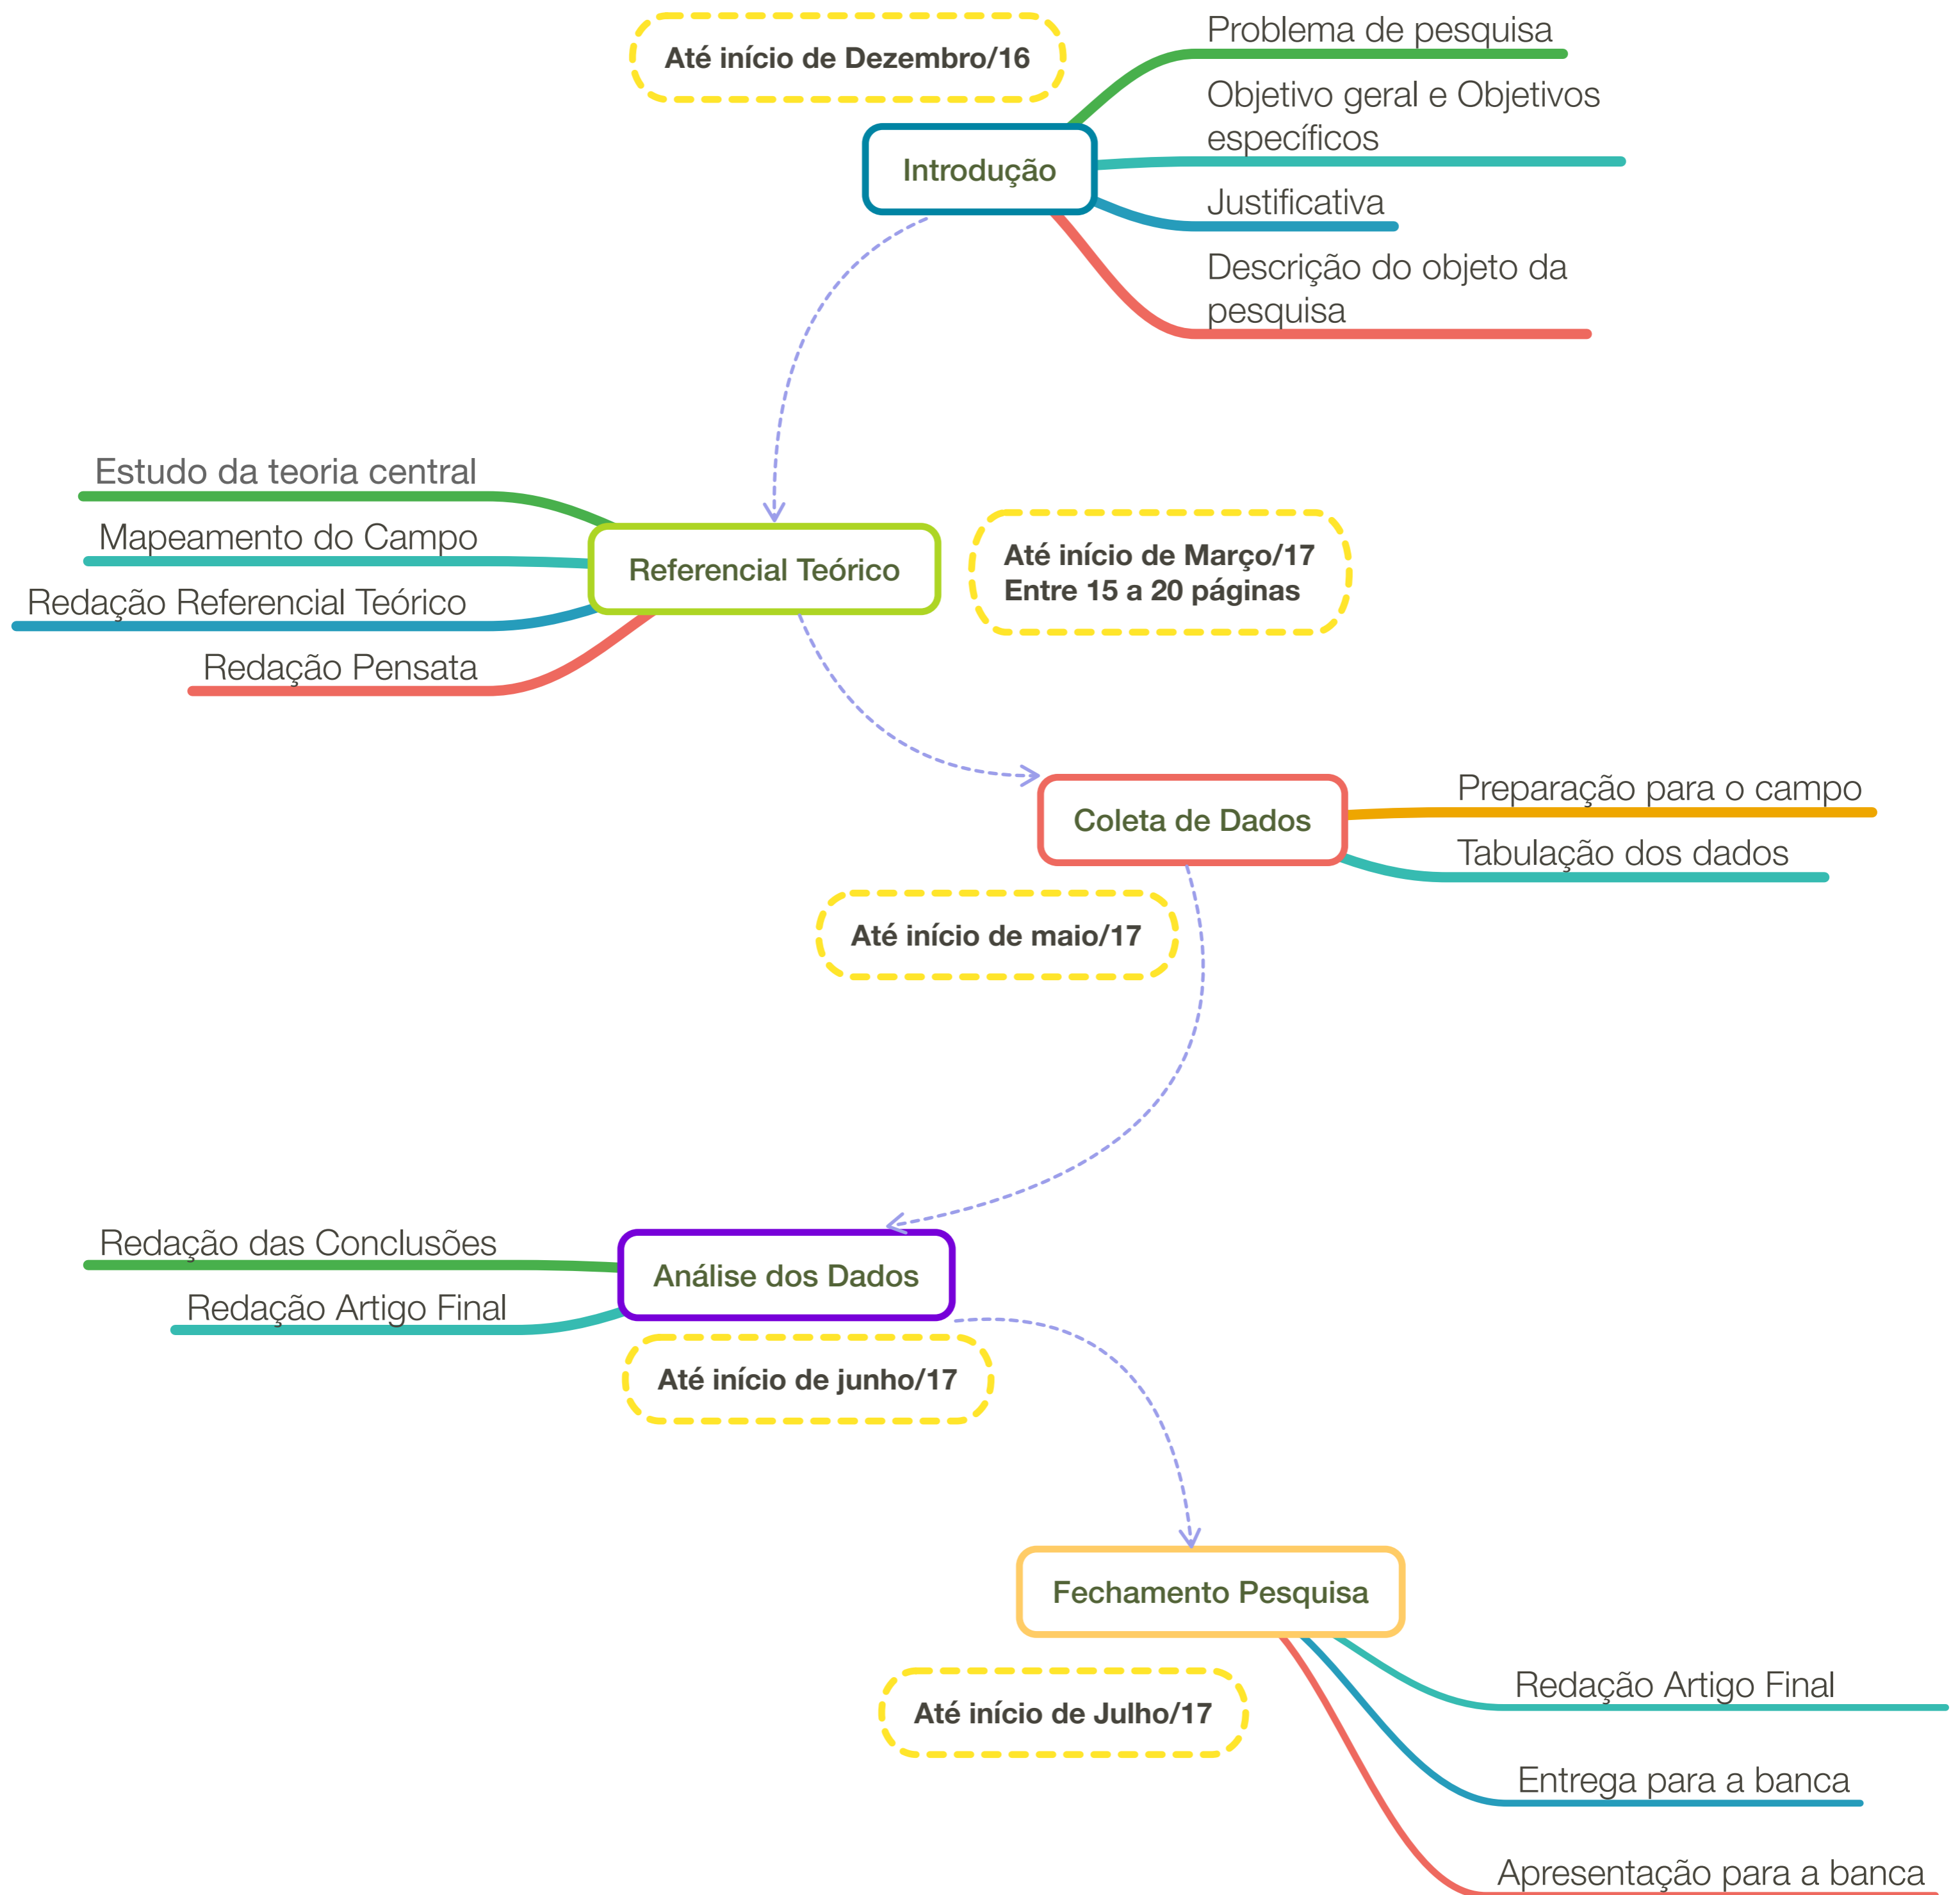 Até início de Dezembro/16
Introdução
Problema de pesquisa
Objetivo geral e Objetivos
específicos
Justificativa
Descrição do objeto da
pesquisa
Estudo da teoria central
Mapeamento do Campo
Redação Referencial Teórico
Redação Pensata
Referencial Teórico
Até início de Março/17
Entre 15 a 20 páginas
Coleta de Dados
Preparação para o campo
Tabulação dos dados
Até início de maio/17
Redação das Conclusões
Redação Artigo Final
Análise dos Dados
Até início de junho/17
Fechamento Pesquisa
Até início de Julho/17
Redação Artigo Final
Entrega para a banca
Apresentação para a banca